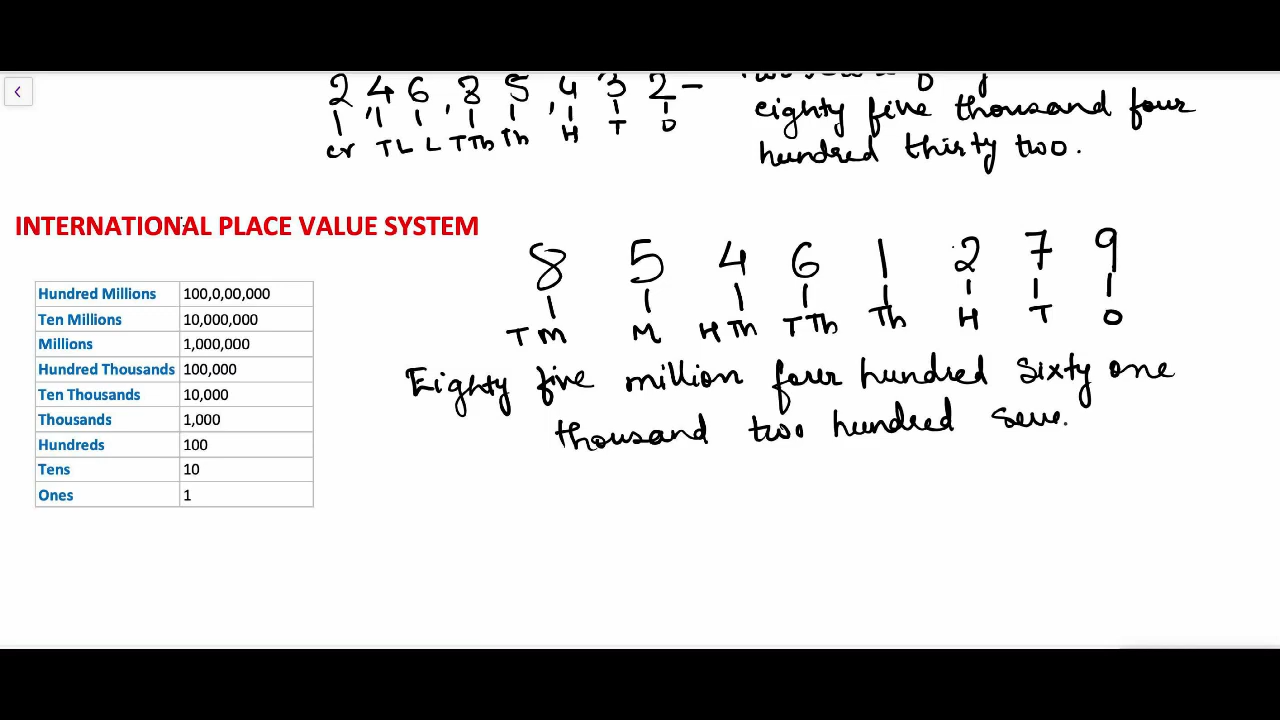 2 4 6 , 8 5 , 4 3 2 –
Cr TL L TTh Th H T O
eighty five thousand four
hundred thirty two.
INTERNATIONAL PLACE VALUE SYSTEM
8 5 4 6 1 2 7 9
TM M HTh TTh Th H T O
Eighty five million four hundred sixty one
thousand two hundred seve
Hundred Millions 100,0,00,000
Ten Millions 10,000,000
Millions 1,000,000
Hundred Thousands 100,000
Ten Thousands 10,000
Thousands 1,000
Hundreds 100
Tens 10
Ones 1